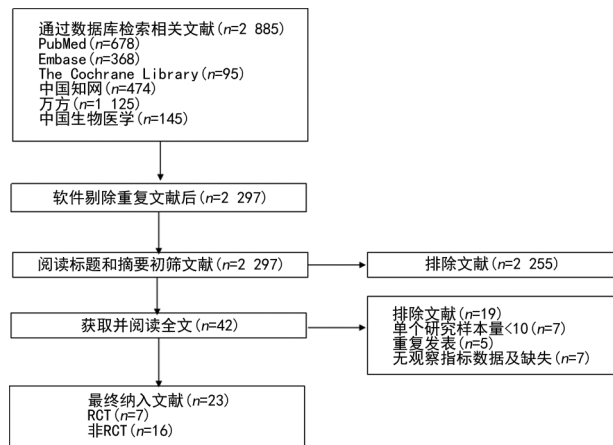 通过数据库检索相关文献(n=2 885)
PubMed(n=678)
Embase(n=368)
The Cochrane Library(n=95)
中国知网(n=474)
万方(n=1 125)
中国生物医学(n=145)
软件剔除重复文献后(n=2 297)
阅读标题和摘要初筛文献(n=2 297)
排除文献(n=2 255)
获取并阅读全文(n=42)
排除文献(n=19)
单个研究样本量<10(n=7)
重复发表(n=5)
无观察指标数据及缺失(n=7)
最终纳入文献(n=23)
RCT(n=7)
非RCT(n=16)